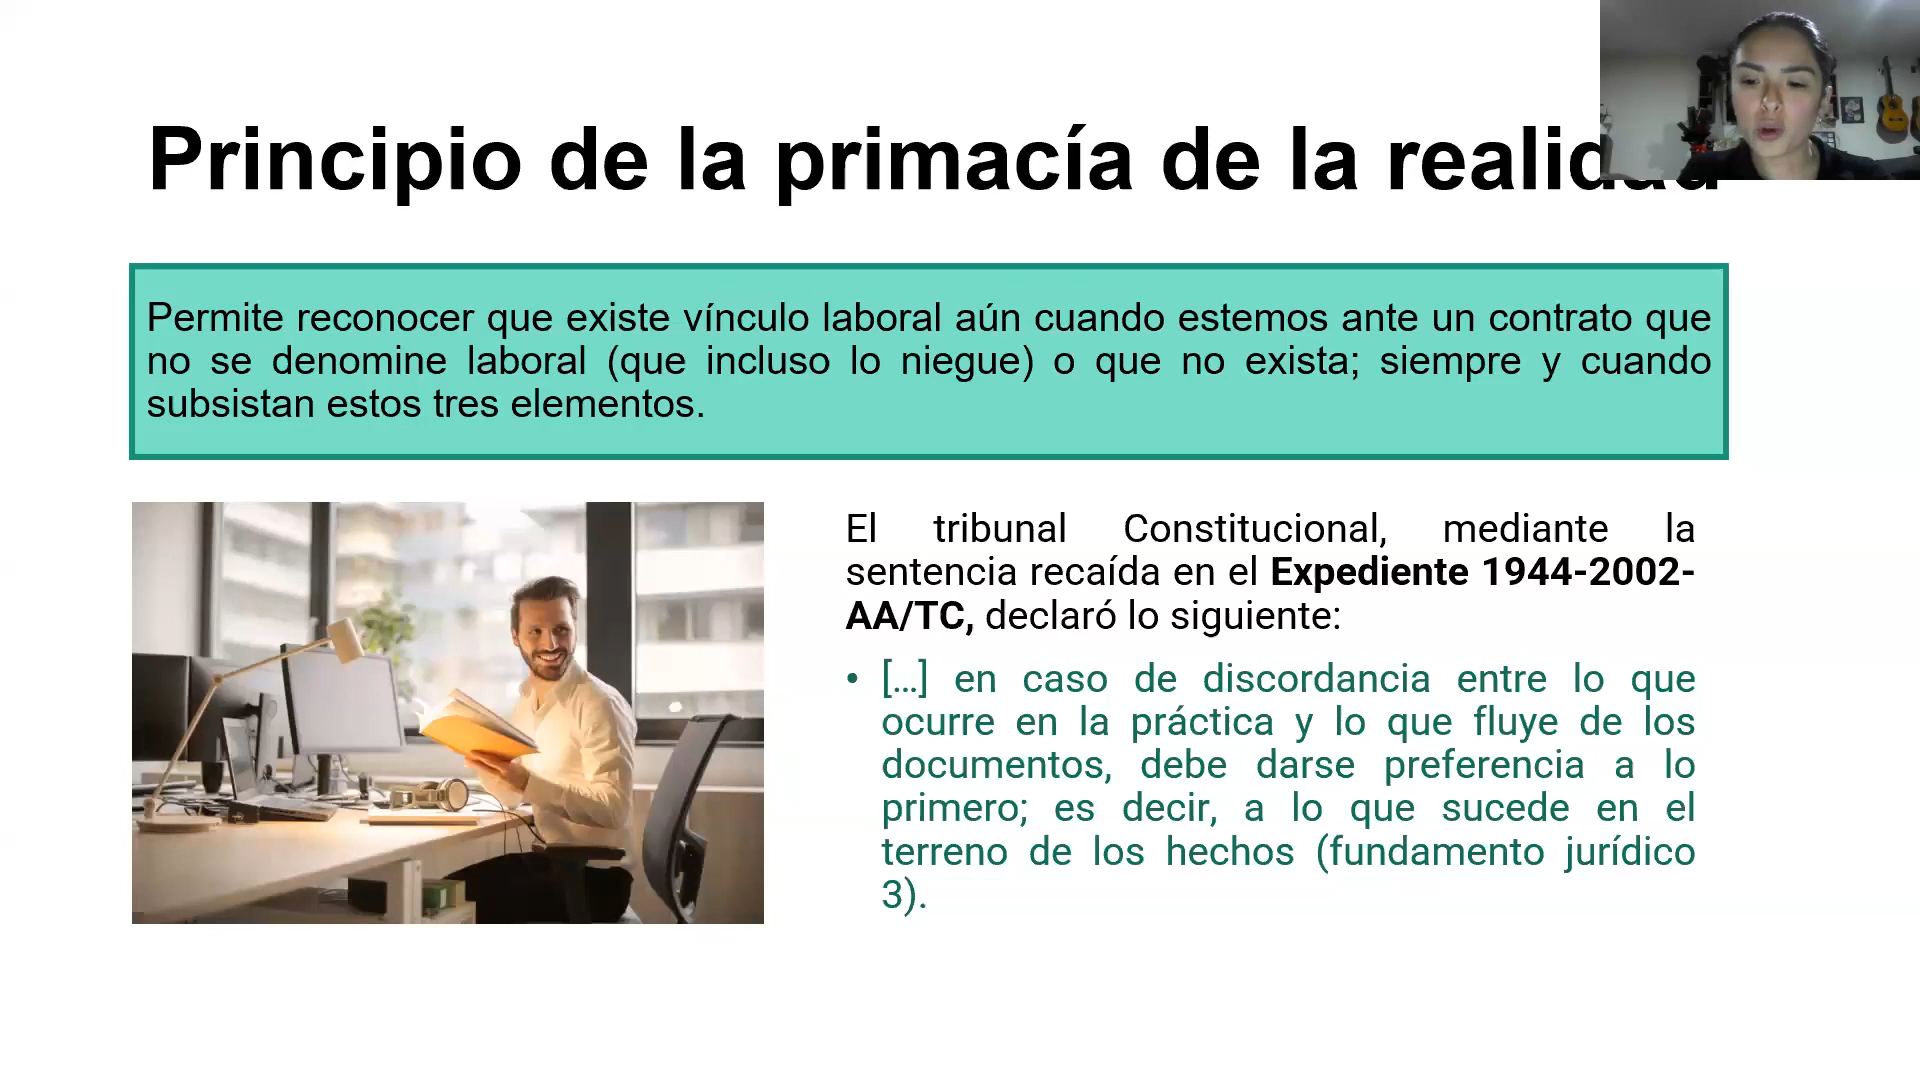 Principio de la primacía de la realidad
Permite reconocer que existe vínculo laboral aún cuando estemos ante un contrato que
no se denomine laboral (que incluso lo niegue) o que no exista; siempre y cuando
subsistan estos tres elementos.
El tribunal Constitucional, mediante la
sentencia recaída en el Expediente 1944-2002-
AA/TC, declaró lo siguiente:
• [...] en caso de discordancia entre lo que
ocurre en la práctica y lo que fluye de los
documentos, debe darse preferencia a lo
primero; es decir, a lo que sucede en el
terreno de los hechos (fundamento jurídico
3).